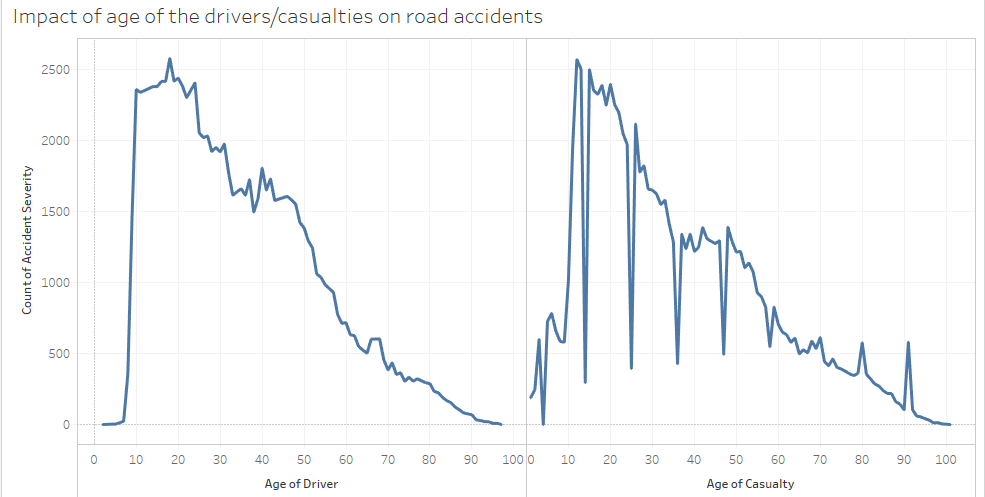 Impact of age of the drivers/casualties on road accidents
Count of Accident Severity
2500
2000
1500
1000
500
0
0 10 20 30 40 50 60 70 80 90 100
0 10 20 30 40 50 60 70 80 90 100
Age of Driver
Age of Casualty